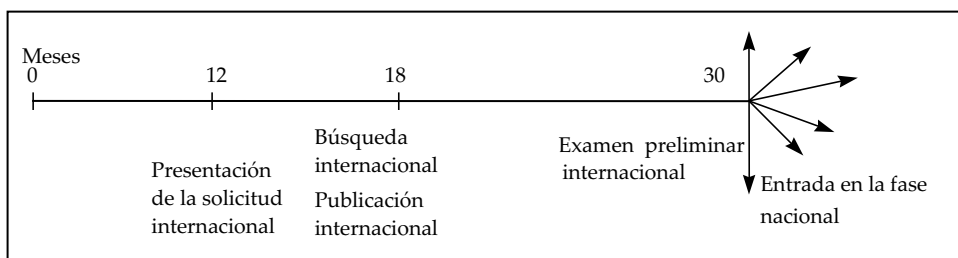 Meses
0 12 18 30
Presentación
de la solicitud
internacional
Búsqueda
internacional
Publicación
internacional
Examen preliminar
internacional
Entrada en la fase
nacional